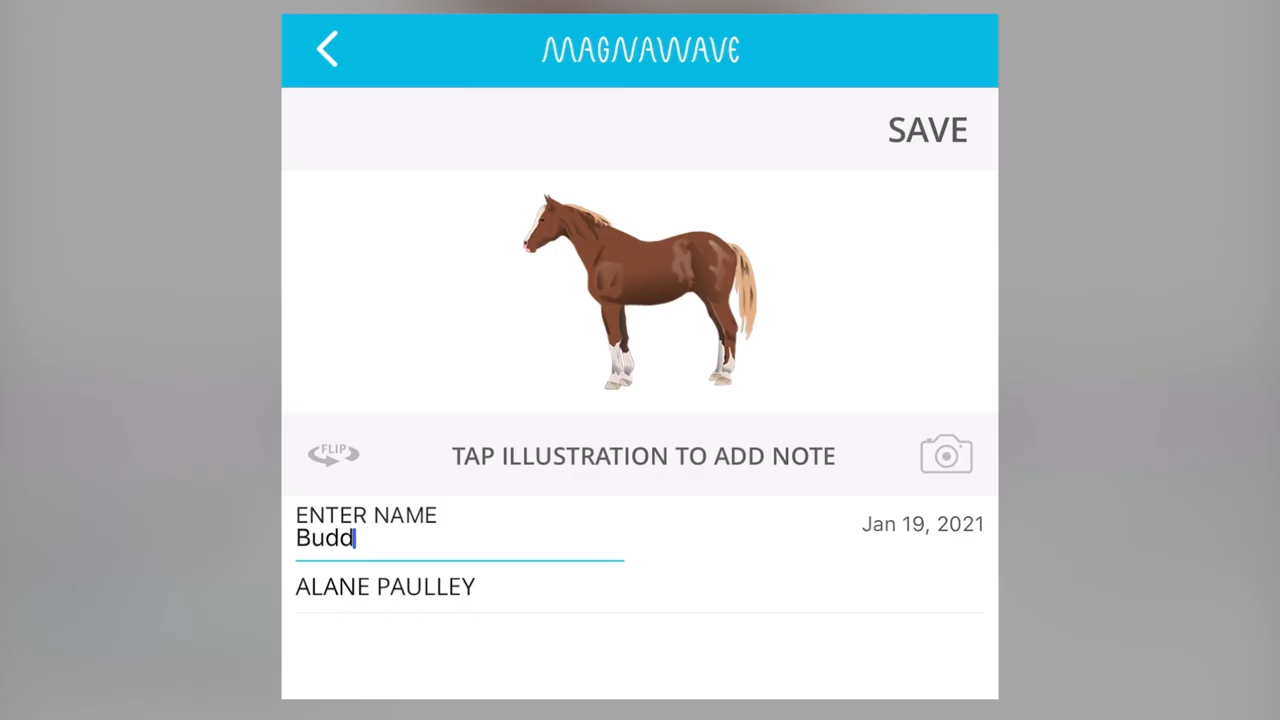 MAGNAWAVE
SAVE
FLIP
TAP ILLUSTRATION TO ADD NOTE
ENTER NAME
Budd
Jan 19, 2021
ALANE PAULLEY